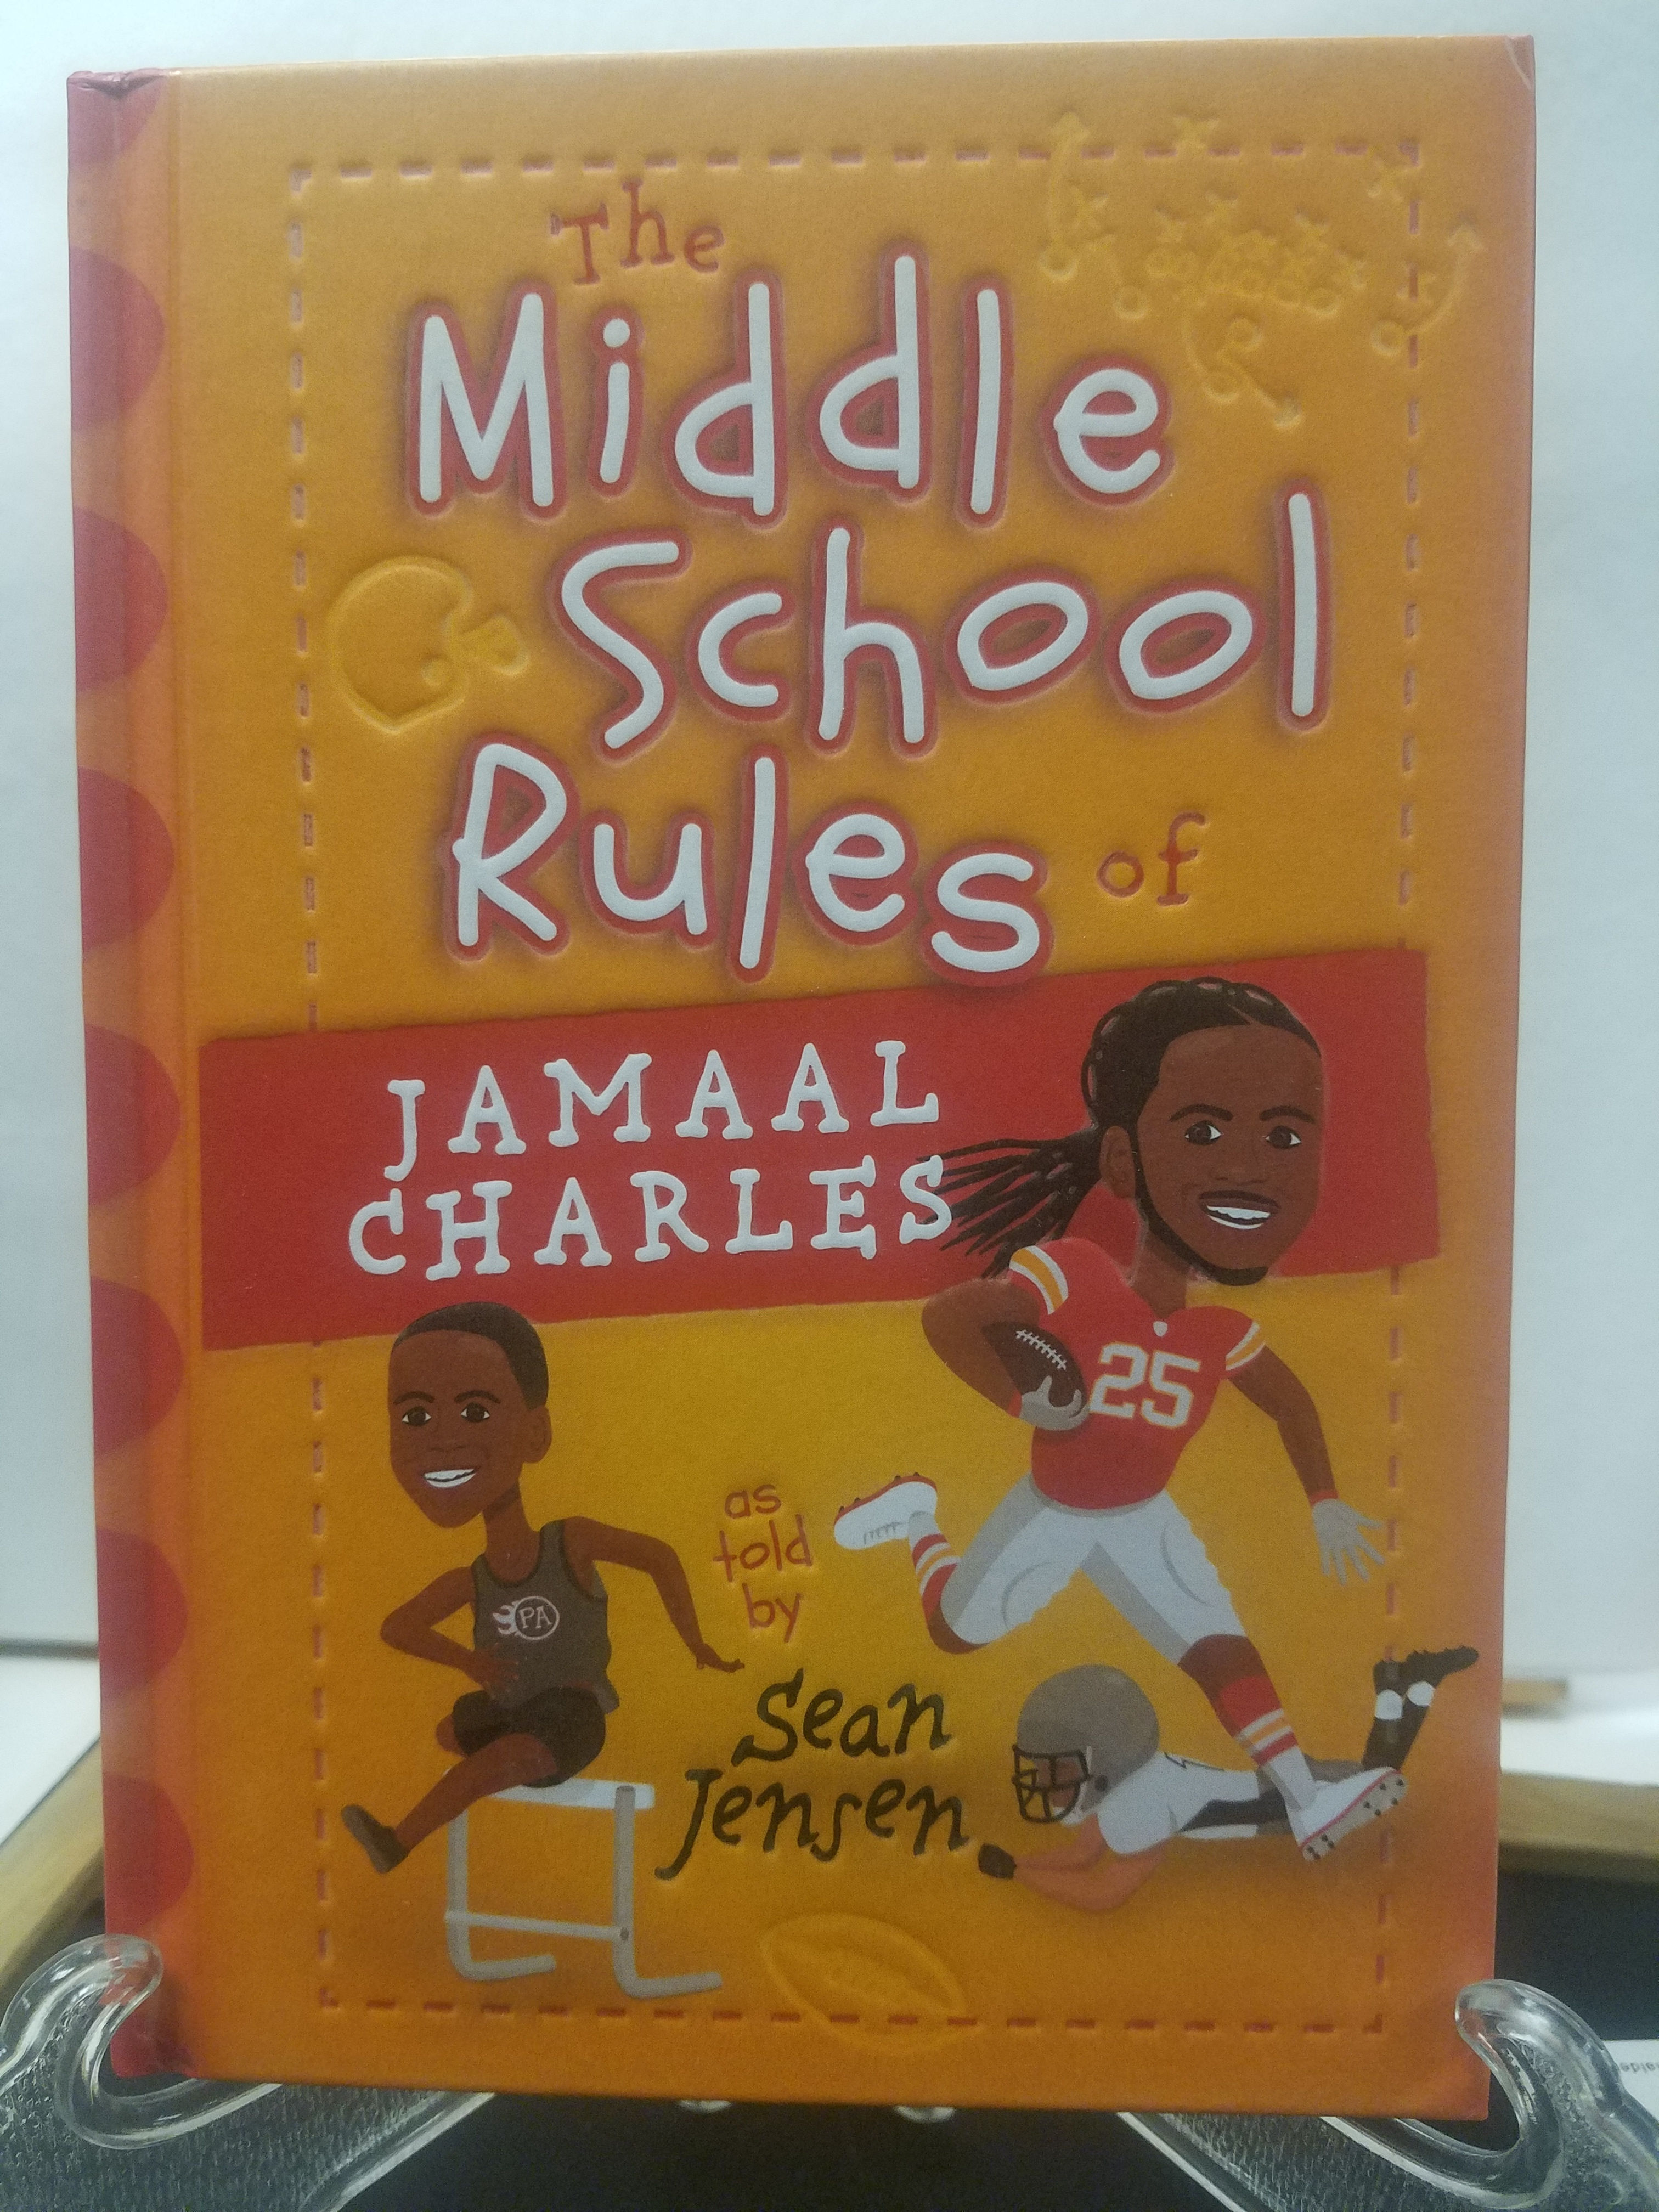 The
Middle
School
Rules of
JAMAAL
CHARLES
25
as
told
by
PA
Sean
Jensen